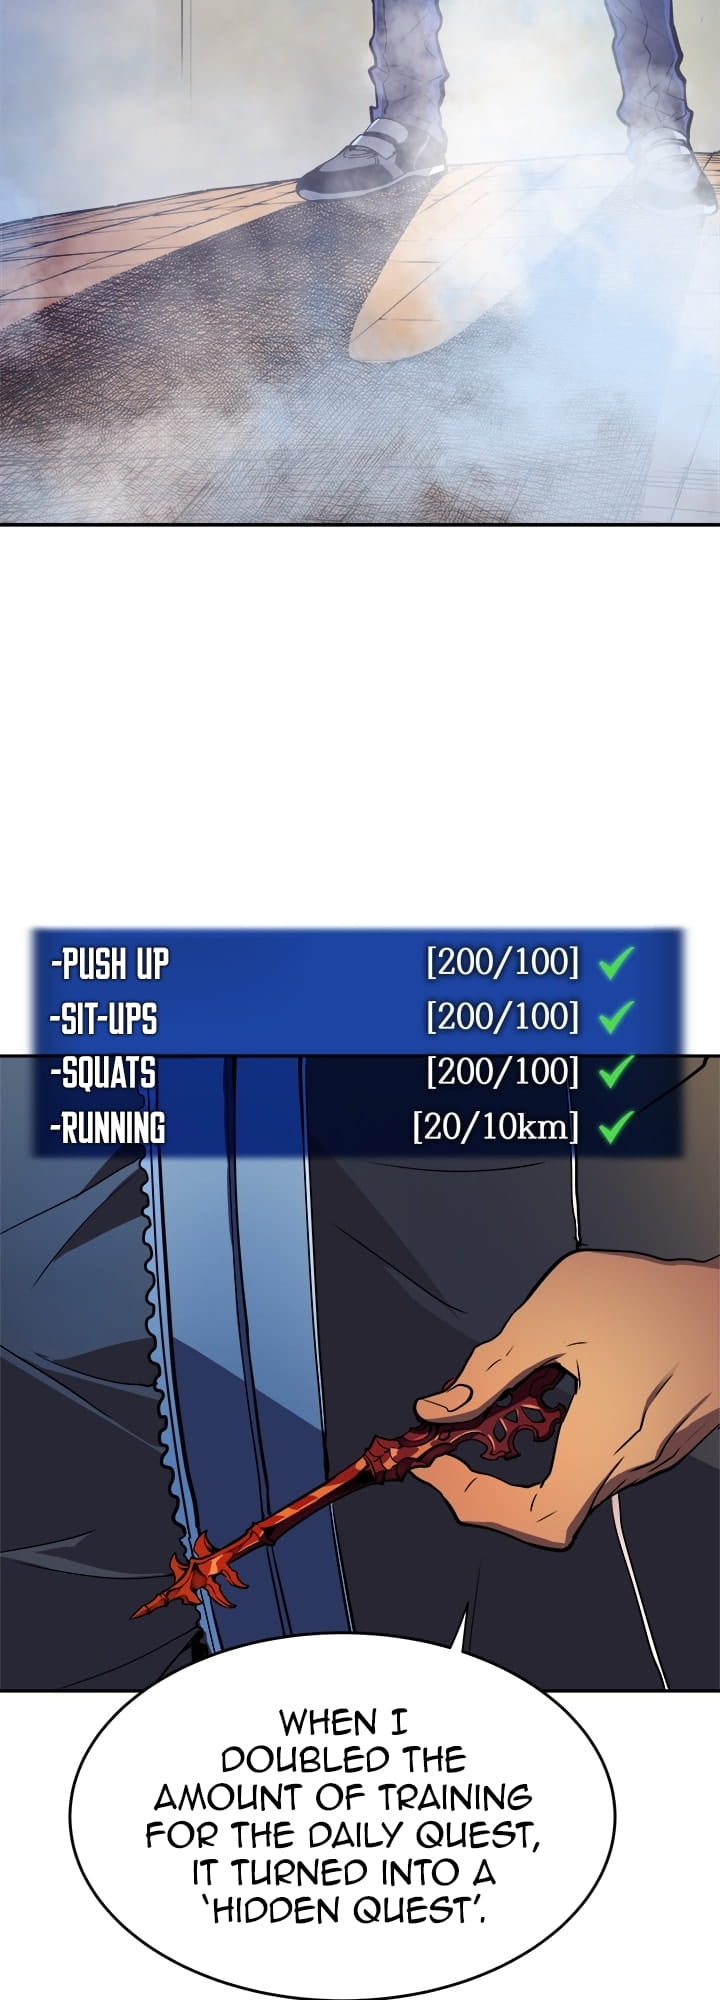 -PUSH UP [200/100] ✓
-SIT-UPS [200/100] ✓
-SQUATS [200/100] ✓
-RUNNING [20/10km] ✓
WHEN I
DOUBLED THE
AMOUNT OF TRAINING
FOR THE DAILY QUEST,
IT TURNED INTO A
'HIDDEN QUEST'.